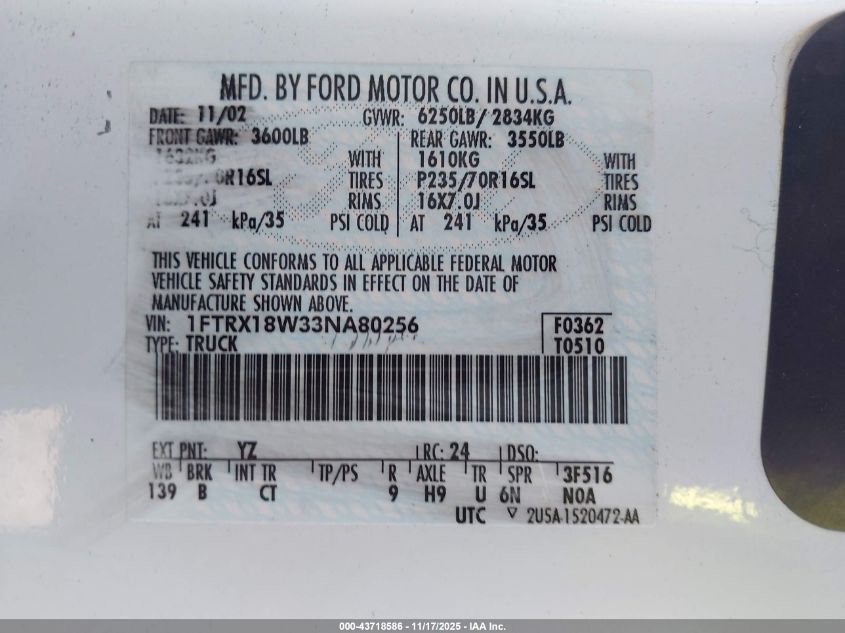 MFD. BY FORD MOTOR CO. IN U.S.A.
DATE: 11/02 GVWR: 6250LB/ 2834KG
FRONT GAWR: 3600LB REAR GAWR: 3550LB
1632KG WITH 1610KG WITH
0R16SL TIRES P235/70R16SL TIRES
RIMS 16X7.0J RIMS
AT 241 kPa/35 PSI COLD AT 241 kPa/35 PSI COLD
THIS VEHICLE CONFORMS TO ALL APPLICABLE FEDERAL MOTOR
VEHICLE SAFETY STANDARDS IN EFFECT ON THE DATE OF
MANUFACTURE SHOWN ABOVE.
VIN: 1FTRX18W33NA80256 F0362
TYPE: TRUCK T0510
EXT PNT: YZ RC: 24 DSO:
WB BRK INT TR TP/PS R AXLE TR SPR 3F516
139 B CT 9 H9 U 6N N0A
UTC ▽ 2U5A-1520472-AA
000-43718586 - 11/17/2025 - IAA Inc.